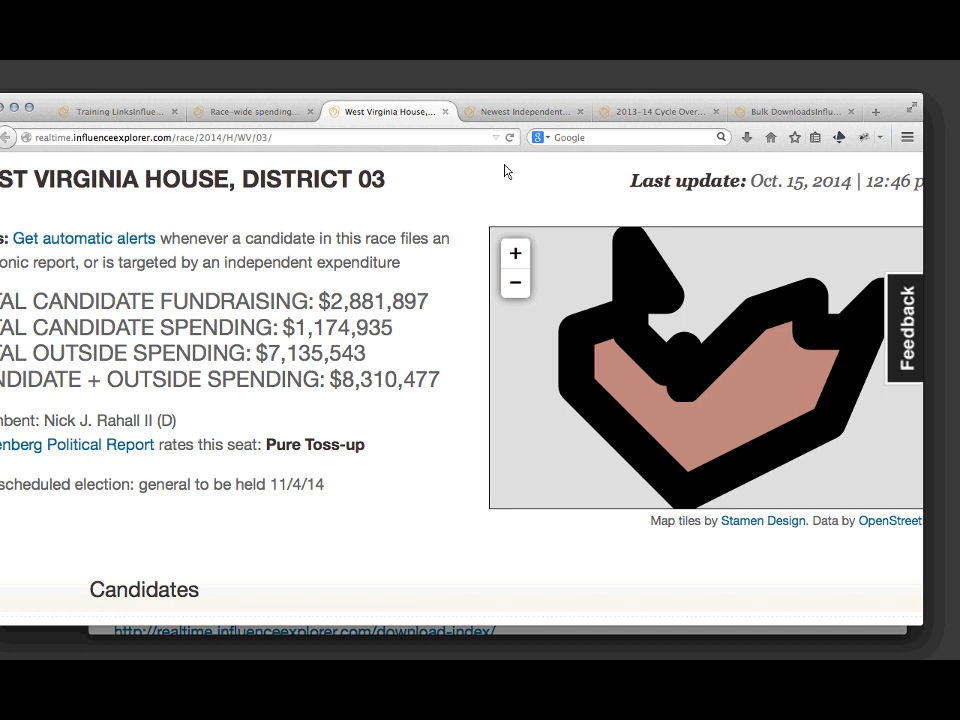 Training LinksInflue...
Race-wide spending...
West Virginia House,...
Newest Independent...
2013-14 Cycle Over...
Bulk DownloadsInflu...
realtime.influenceexplorer.com/race/2014/H/WV/03/
Google
ST VIRGINIA HOUSE, DISTRICT 03
Last update: Oct. 15, 2014 | 12:46 p
s: Get automatic alerts whenever a candidate in this race files an
onic report, or is targeted by an independent expenditure
TAL CANDIDATE FUNDRAISING: $2,881,897
TAL CANDIDATE SPENDING: $1,174,935
TAL OUTSIDE SPENDING: $7,135,543
NDIDATE + OUTSIDE SPENDING: $8,310,477
nbent: Nick J. Rahall II (D)
enberg Political Report rates this seat: Pure Toss-up
scheduled election: general to be held 11/4/14
+
−
Feedback
Map tiles by Stamen Design. Data by OpenStreet
Candidates
http://realtime.influenceexplorer.com/download-index/